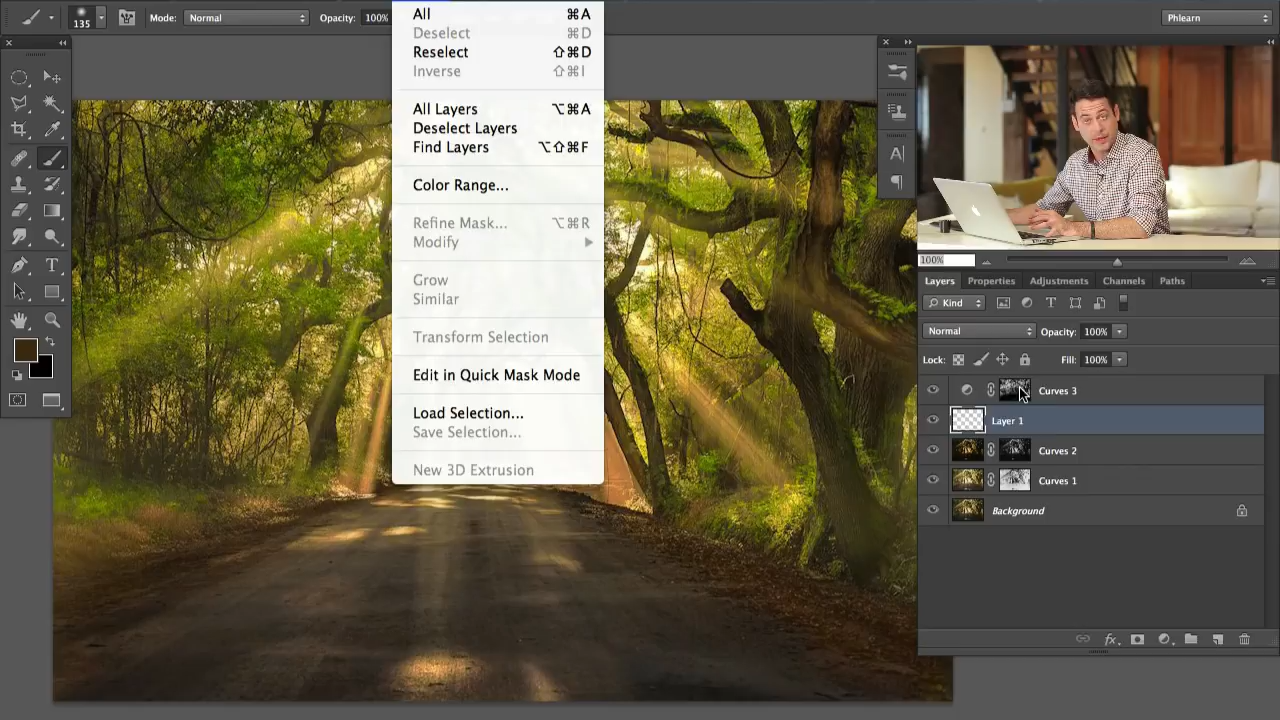 135
Mode: Normal
Opacity: 100%
Phlearn
All ⌘A
Deselect ⌘D
Reselect ⇧⌘D
Inverse ⇧⌘I
All Layers ⌥⌘A
Deselect Layers
Find Layers ⌥⇧⌘F
Color Range...
Refine Mask... ⌥⌘R
Modify
Grow
Similar
Transform Selection
Edit in Quick Mask Mode
Load Selection...
Save Selection...
New 3D Extrusion
100%
Layers Properties Adjustments Channels Paths
Kind
Normal Opacity: 100%
Lock: Fill: 100%
Curves 3
Layer 1
Curves 2
Curves 1
Background